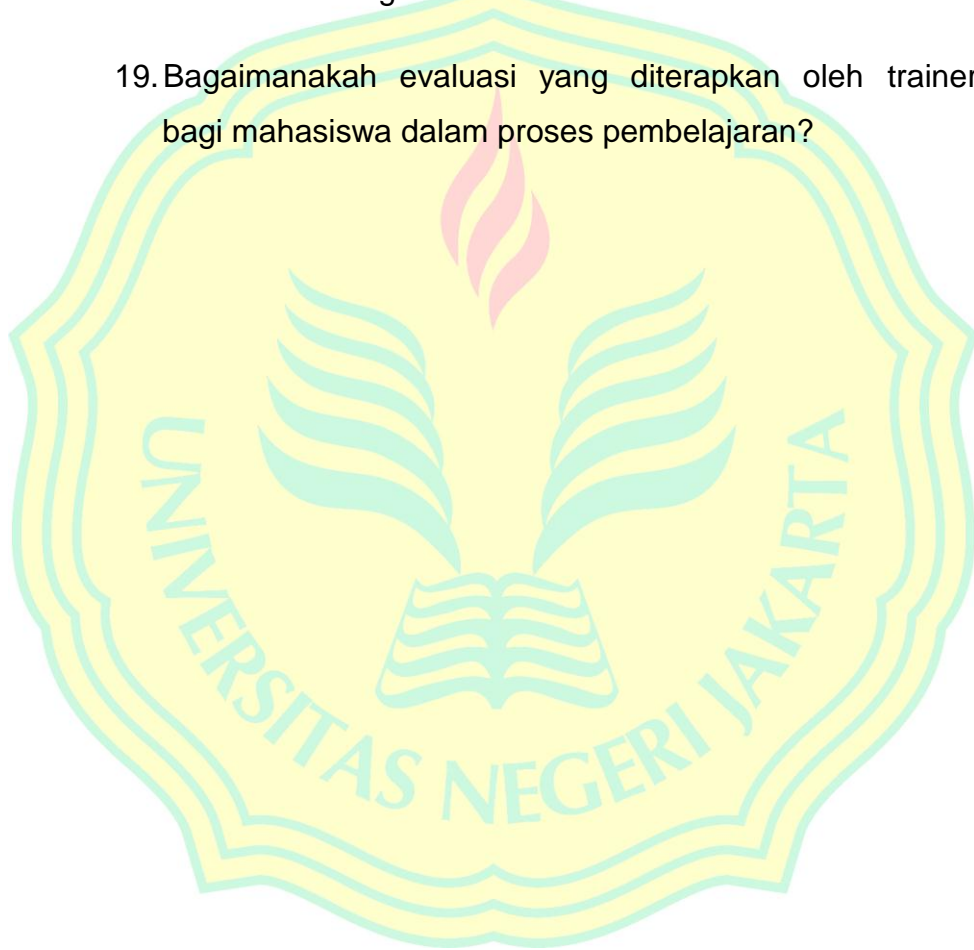 19. Bagaimanakah evaluasi yang diterapkan oleh trainer
bagi mahasiswa dalam proses pembelajaran?
UNIVERSITAS NEGERI JAKARTA